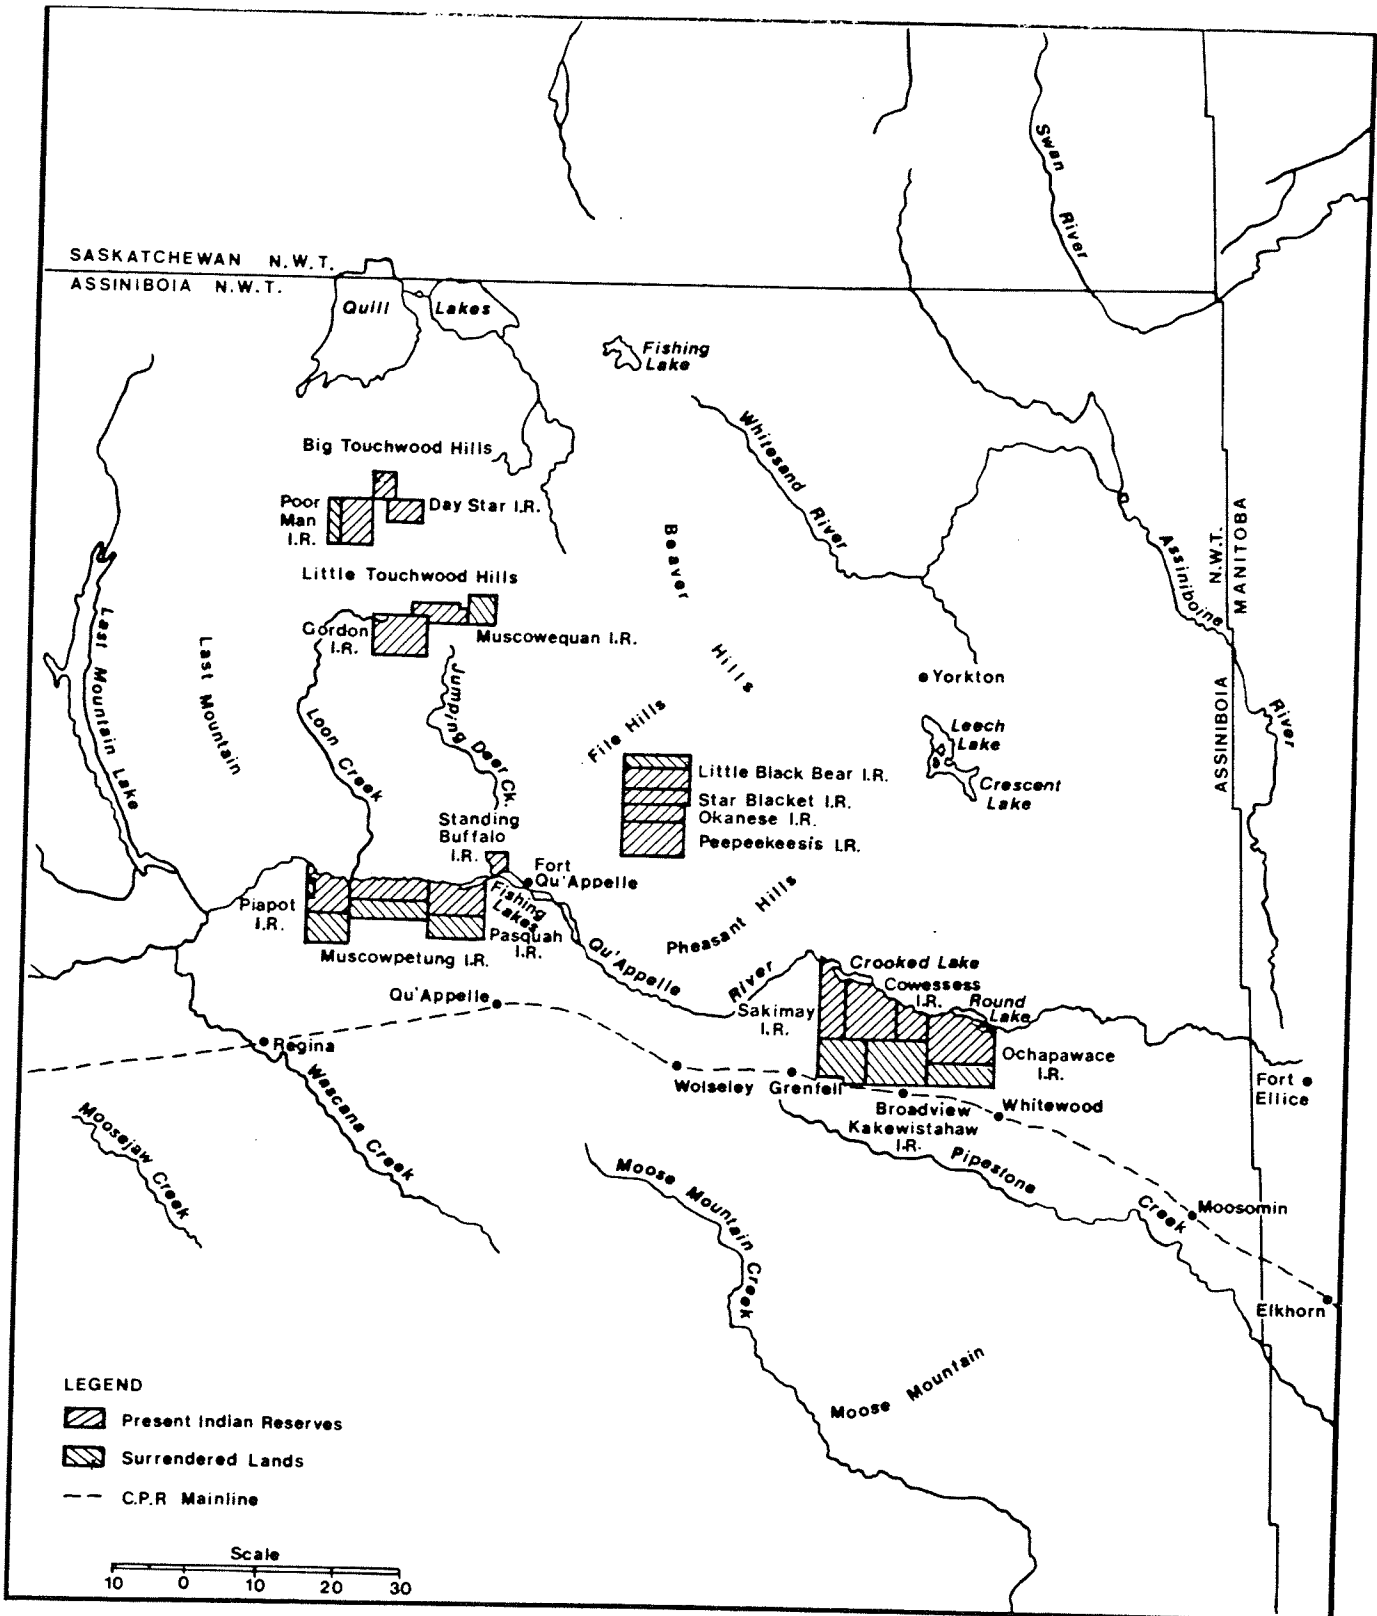 SASKATCHEWAN N.W.T.
ASSINIBOIA N.W.T.
Quill Lakes
Swan River
Fishing
Lake
Big Touchwood Hills
Poor
Man
I.R.
Day Star I.R.
Whitesand River
Beaver Hills
Assiniboine River
N.W.T.
MANITOBA
ASSINIBOIA
Little Touchwood Hills
Gordon
I.R.
Muscowequan I.R.
Last Mountain Lake
Last Mountain
Loon Creek
Jumping Deer Ck.
File Hills
Yorkton
Leech
Lake
Crescent
Lake
Little Black Bear I.R.
Star Blacket I.R.
Okanese I.R.
Peepeekeesis I.R.
Standing
Buffalo
I.R.
Fort
Qu'Appelle
Fishing
Lakes
Piapot
I.R.
Pasquah
I.R.
Muscowpetung I.R.
Pheasant Hills
Qu'Appelle River
Crooked Lake
Cowessess
I.R.
Round
Lake
Sakimay
I.R.
Ochapawace
I.R.
Qu'Appelle
Regina
Wascana Creek
Moosejaw Creek
Wolseley
Grenfell
Broadview
Kakewistahaw
I.R.
Whitewood
Fort
Ellice
Pipestone Creek
Moosomin
Elkhorn
Moose Mountain Creek
Moose Mountain
LEGEND
Present Indian Reserves
Surrendered Lands
C.P.R Mainline
Scale
10 0 10 20 30